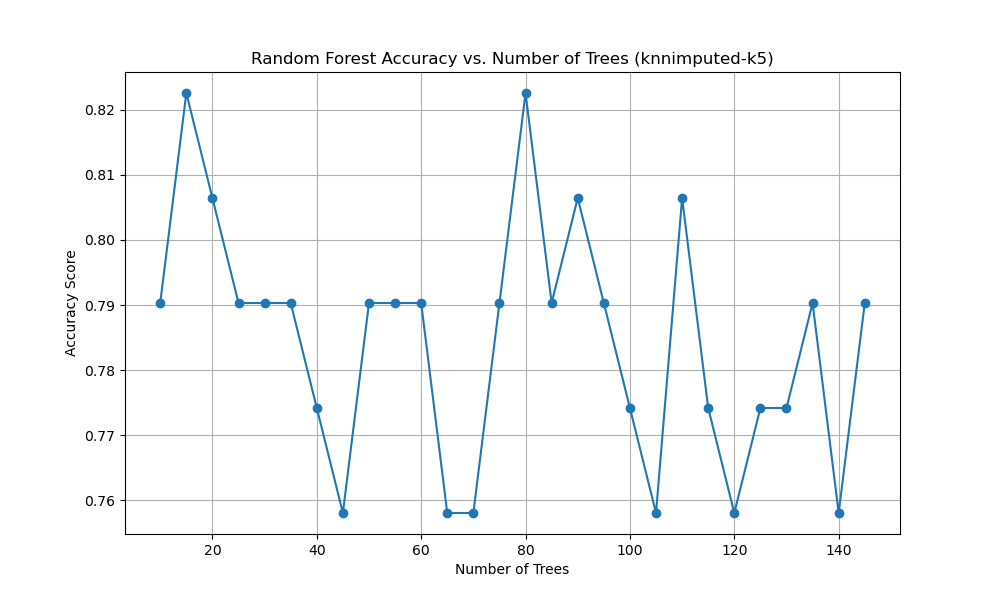 Random Forest Accuracy vs. Number of Trees (knnimputed-k5)
Accuracy Score
0.82
0.81
0.80
0.79
0.78
0.77
0.76
20 40 60 80 100 120 140
Number of Trees